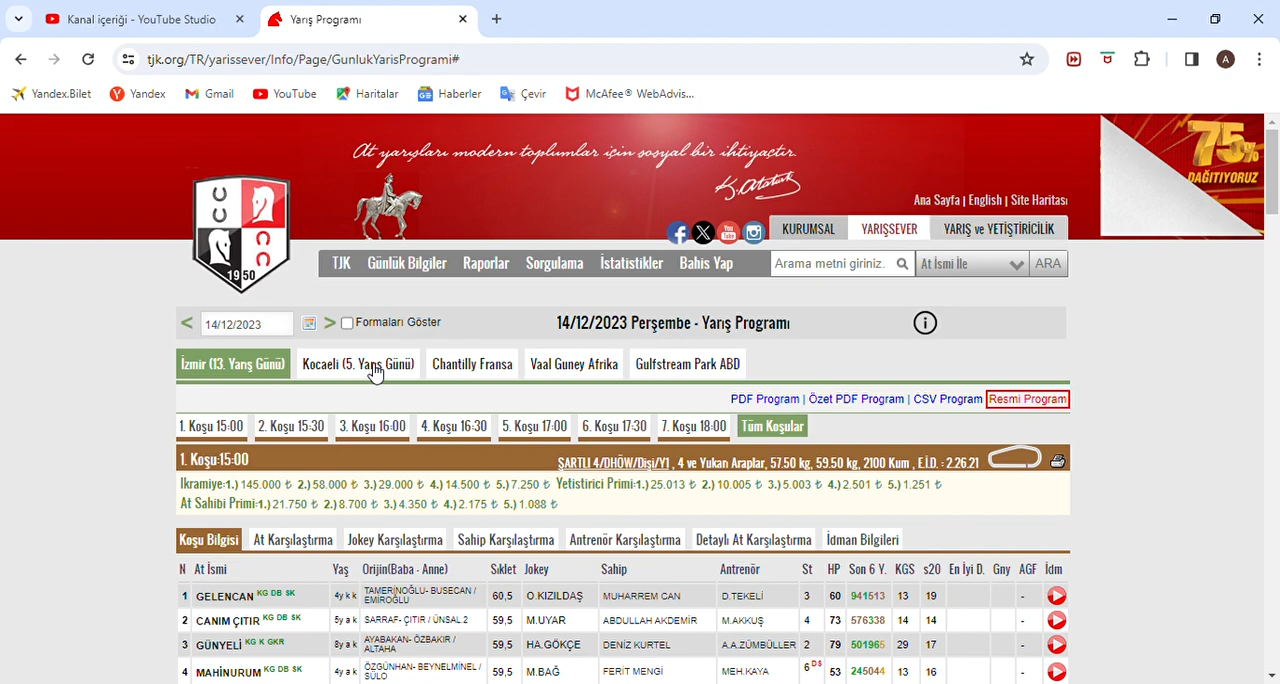 Kanal içeriği - YouTube Studio
Yarış Programı
tjk.org/TR/yarissever/Info/Page/GunlukYarisProgrami#
A
Yandex.Bilet
Yandex
Gmail
YouTube
Haritalar
Haberler
Çevir
McAfee® WebAdvis...
At yarışları modern toplumlar için sosyal bir ihtiyaçtır.
K. Atatürk
75%
DAĞITIYORUZ
1950
Ana Sayfa | English | Site Haritası
KURUMSAL YARIŞSEVER YARIŞ ve YETİŞTİRİCİLİK
TJK Günlük Bilgiler Raporlar Sorgulama İstatistikler Bahis Yap Arama metni giriniz. At İsmi İle ARA
< 14/12/2023 > Formaları Göster 14/12/2023 Perşembe - Yarış Programı
İzmir (13. Yarış Günü) Kocaeli (5. Yarış Günü) Chantilly Fransa Vaal Guney Afrika Gulfstream Park ABD
PDF Program | Özet PDF Program | CSV Program Resmi Program
1. Koşu 15:00 2. Koşu 15:30 3. Koşu 16:00 4. Koşu 16:30 5. Koşu 17:00 6. Koşu 17:30 7. Koşu 18:00 Tüm Koşular
1. Koşu:15:00 ŞARTLI 4/DHÖW/Dişi/Y1 , 4 ve Yukarı Araplar, 57.50 kg, 59.50 kg, 2100 Kum , E.İ.D. : 2.26.21
Ikramiye:1.) 145.000 ₺ 2.) 58.000 ₺ 3.) 29.000 ₺ 4.) 14.500 ₺ 5.) 7.250 ₺ Yetistirici Primi:1.) 25.013 ₺ 2.) 10.005 ₺ 3.) 5.003 ₺ 4.) 2.501 ₺ 5.) 1.251 ₺
At Sahibi Primi:1.) 21.750 ₺ 2.) 8.700 ₺ 3.) 4.350 ₺ 4.) 2.175 ₺ 5.) 1.088 ₺
Koşu Bilgisi At Karşılaştırma Jokey Karşılaştırma Sahip Karşılaştırma Antrenör Karşılaştırma Detaylı At Karşılaştırma İdman Bilgileri
N At İsmi Yaş Orijin(Baba - Anne) Sıklet Jokey Sahip Antrenör St HP Son 6 Y. KGS s20 En İyi D. Gny AGF İdm
1 GELENCAN KG DB SK 4y k k TAMERİNOĞLU- BUSECAN / EMİROĞLU 60,5 O.KIZILDAŞ MUHARREM CAN D.TEKELİ 3 60 941513 13 19 -
2 CANIM ÇITIR KG DB SK 5y a k SARRAF- ÇITIR / ÜNSAL 2 59,5 M.UYAR ABDULLAH AKDEMİR M.AKKUŞ 4 73 576338 14 14 -
3 GÜNYELİ KG K GKR 8y a k AYABAKAN- ÖZBAKIR / ALTAHA 59,5 HA.GÖKÇE DENİZ KURTEL A.A.ZÜMBÜLLER 2 79 501965 29 17 -
4 MAHİNURUM KG DB SK 4y a k ÖZGÜNHAN- BEYNELMİNEL / SÜLO 59,5 M.BAĞ FERİT MENGİ MEH.KAYA 6 DS 53 245044 13 16 -